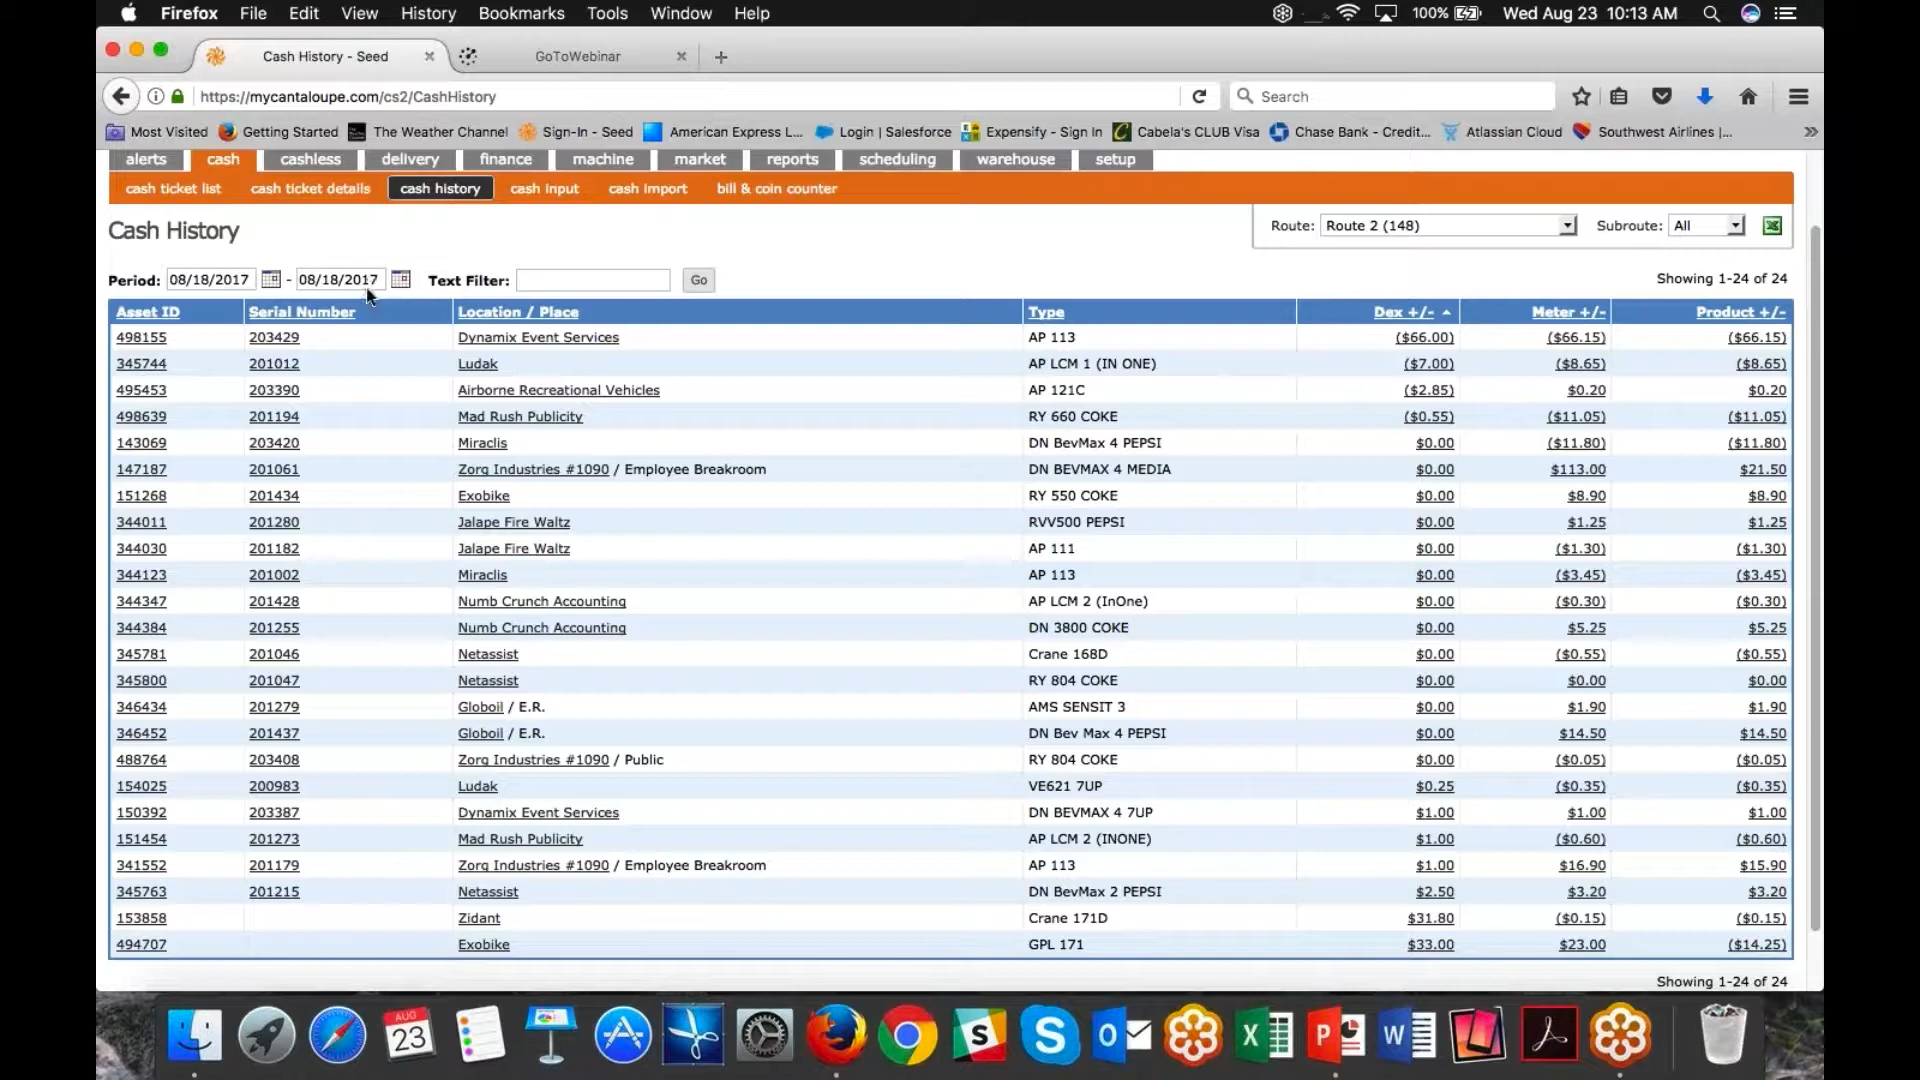 Firefox File Edit View History Bookmarks Tools Window Help 100% Wed Aug 23 10:13 AM
Cash History - Seed GoToWebinar
https://mycantaloupe.com/cs2/CashHistory Search
Most Visited Getting Started The Weather Channel Sign-In - Seed American Express L... Login | Salesforce Expensify - Sign In Cabela's CLUB Visa Chase Bank - Credit... Atlassian Cloud Southwest Airlines |...
alerts cash cashless delivery finance machine market reports scheduling warehouse setup
cash ticket list cash ticket details cash history cash input cash import bill & coin counter
Cash History Route: Route 2 (148) Subroute: All
Period: 08/18/2017 - 08/18/2017 Text Filter: Go Showing 1-24 of 24
Asset ID Serial Number Location / Place Type Dex +/- Meter +/- Product +/-
498155 203429 Dynamix Event Services AP 113 ($66.00) ($66.15) ($66.15)
345744 201012 Ludak AP LCM 1 (IN ONE) ($7.00) ($8.65) ($8.65)
495453 203390 Airborne Recreational Vehicles AP 121C ($2.85) $0.20 $0.20
498639 201194 Mad Rush Publicity RY 660 COKE ($0.55) ($11.05) ($11.05)
143069 203420 Miraclis DN BevMax 4 PEPSI $0.00 ($11.80) ($11.80)
147187 201061 Zorg Industries #1090 / Employee Breakroom DN BEVMAX 4 MEDIA $0.00 $113.00 $21.50
151268 201434 Exobike RY 550 COKE $0.00 $8.90 $8.90
344011 201280 Jalape Fire Waltz RVV500 PEPSI $0.00 $1.25 $1.25
344030 201182 Jalape Fire Waltz AP 111 $0.00 ($1.30) ($1.30)
344123 201002 Miraclis AP 113 $0.00 ($3.45) ($3.45)
344347 201428 Numb Crunch Accounting AP LCM 2 (InOne) $0.00 ($0.30) ($0.30)
344384 201255 Numb Crunch Accounting DN 3800 COKE $0.00 $5.25 $5.25
345781 201046 Netassist Crane 168D $0.00 ($0.55) ($0.55)
345800 201047 Netassist RY 804 COKE $0.00 $0.00 $0.00
346434 201279 Globoil / E.R. AMS SENSIT 3 $0.00 $1.90 $1.90
346452 201437 Globoil / E.R. DN Bev Max 4 PEPSI $0.00 $14.50 $14.50
488764 203408 Zorg Industries #1090 / Public RY 804 COKE $0.00 ($0.05) ($0.05)
154025 200983 Ludak VE621 7UP $0.25 ($0.35) ($0.35)
150392 203387 Dynamix Event Services DN BEVMAX 4 7UP $1.00 $1.00 $1.00
151454 201273 Mad Rush Publicity AP LCM 2 (INONE) $1.00 ($0.60) ($0.60)
341552 201179 Zorg Industries #1090 / Employee Breakroom AP 113 $1.00 $16.90 $15.90
345763 201215 Netassist DN BevMax 2 PEPSI $2.50 $3.20 $3.20
153858 Zidant Crane 171D $31.80 ($0.15) ($0.15)
494707 Exobike GPL 171 $33.00 $23.00 ($14.25)
Showing 1-24 of 24
AUG
23